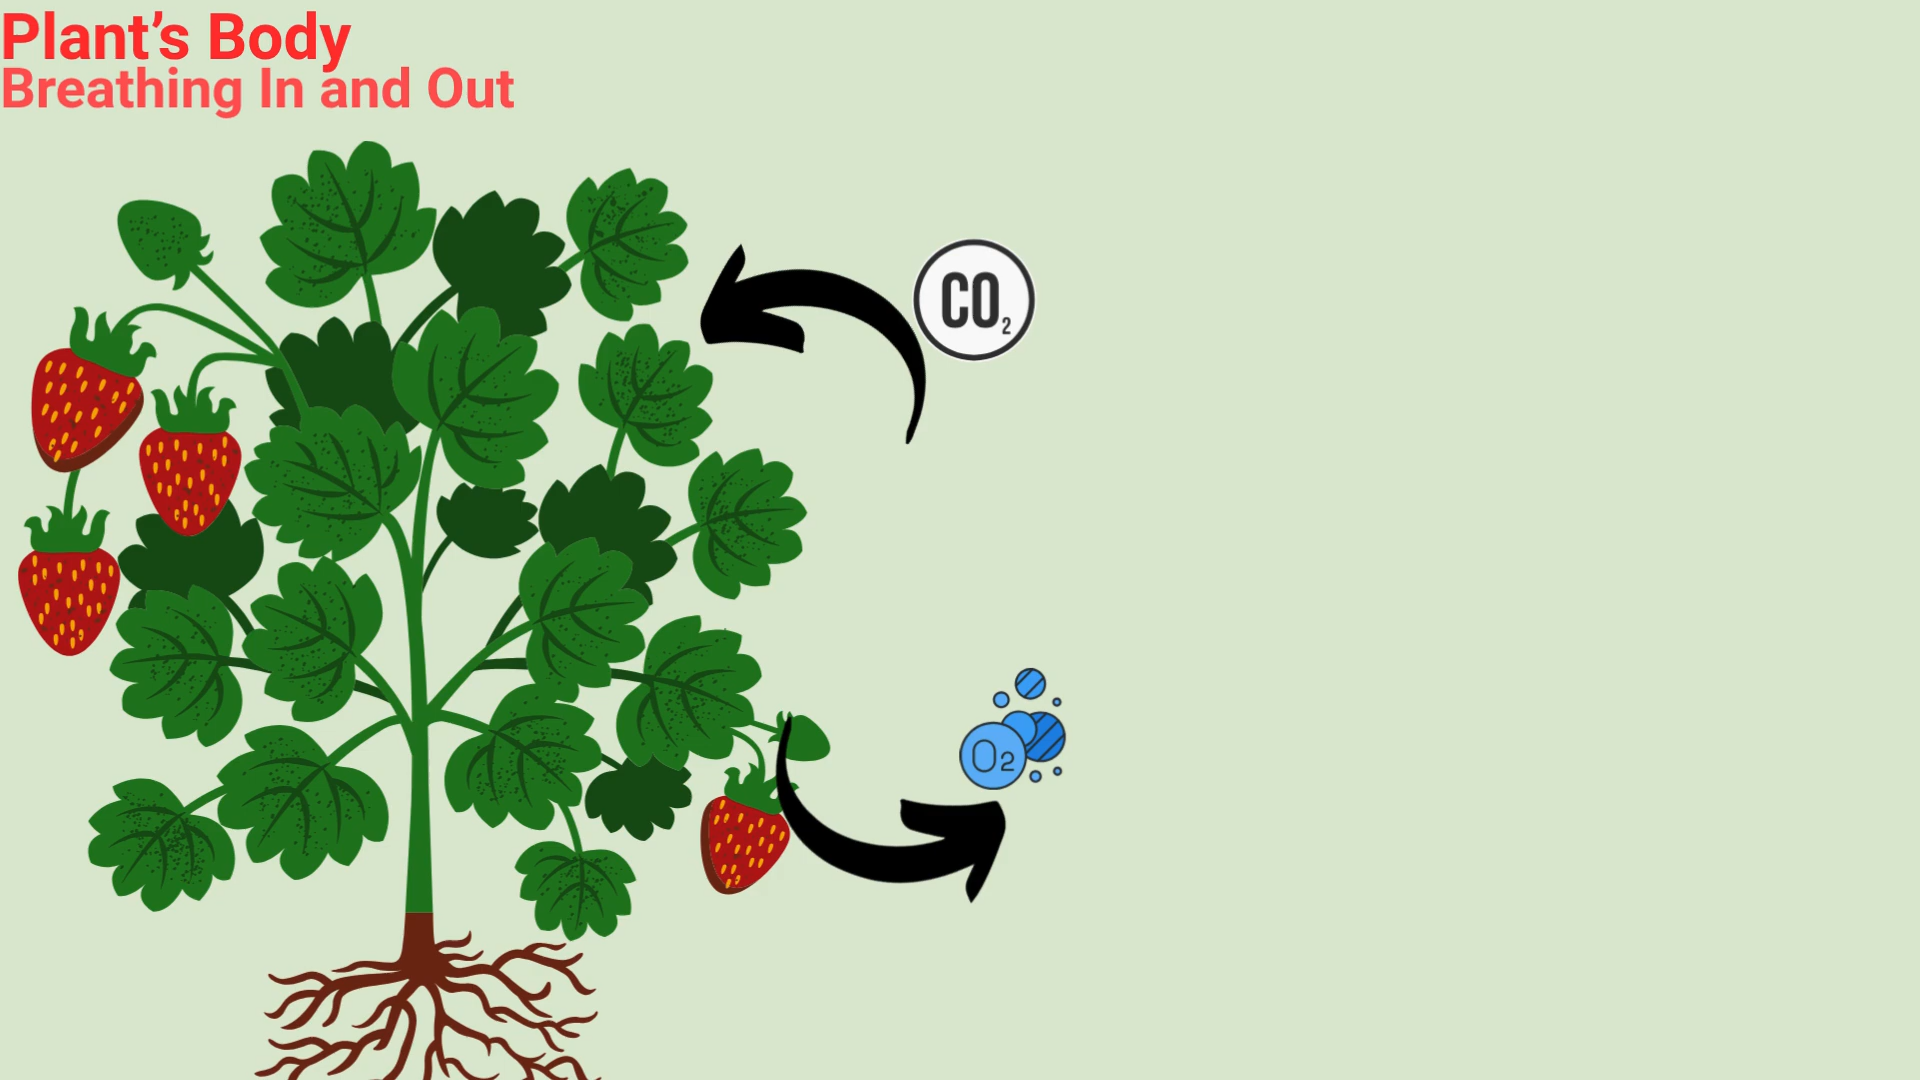 Plant’s Body
Breathing In and Out
CO₂
O₂